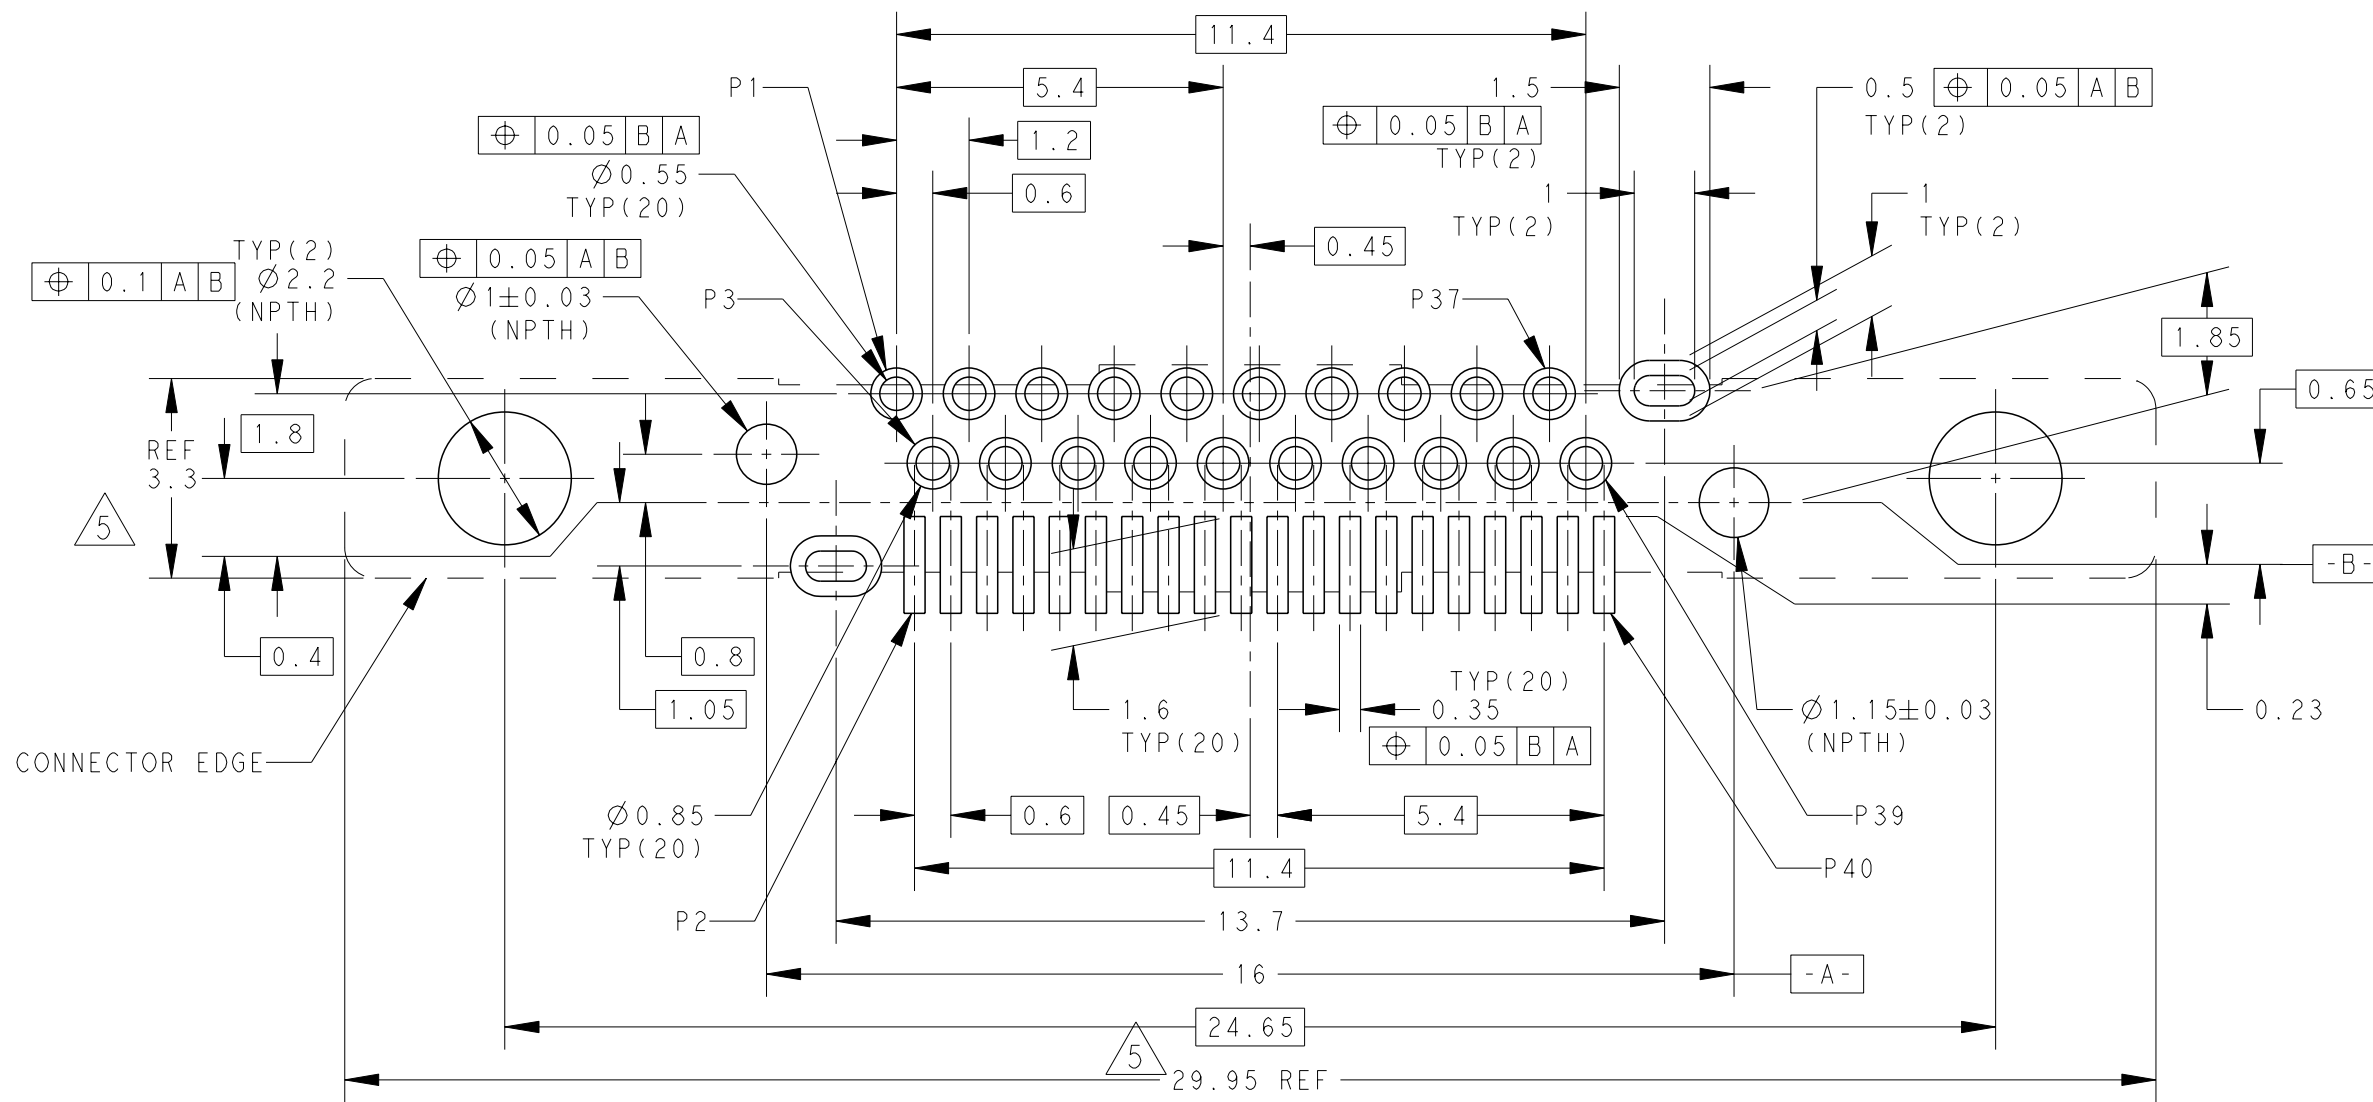 11.4
P1
5.4
1.5
0.5 ⌖ 0.05 A B
TYP(2)
⌖ 0.05 B A
TYP(2)
⌖ 0.05 B A
Ø0.55
TYP(20)
1.2
0.6
1
TYP(2)
1
TYP(2)
TYP(2)
⌖ 0.1 A B Ø2.2
(NPTH)
⌖ 0.05 A B
Ø1±0.03
(NPTH)
0.45
P3
P37
1.85
0.65
1.8
REF
3.3
5
-B-
0.4
0.8
1.05
1.6
TYP(20)
TYP(20)
0.35
⌖ 0.05 B A
Ø1.15±0.03
(NPTH)
0.23
CONNECTOR EDGE
Ø0.85
TYP(20)
0.6
0.45
5.4
P39
11.4
P40
P2
13.7
16
-A-
24.65
5
29.95 REF